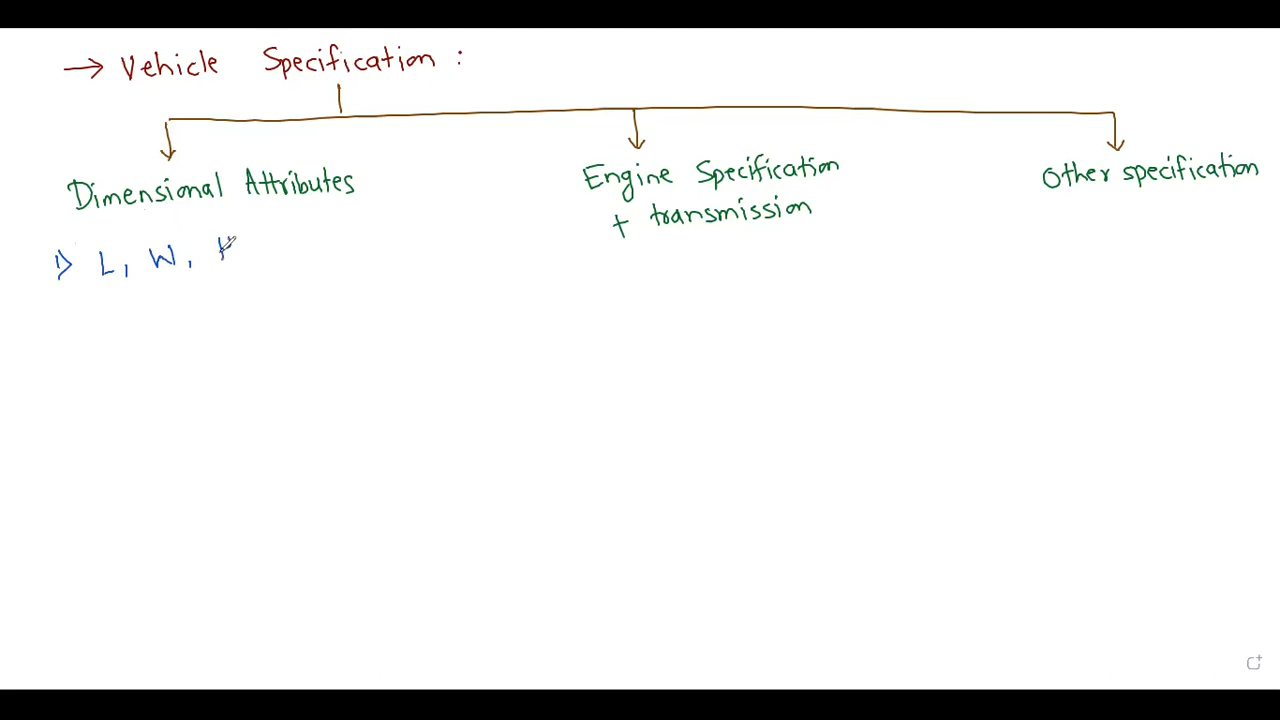 → Vehicle Specification :
Dimensional Attributes
Engine Specification
+ transmission
Other specification
1) L, W, H